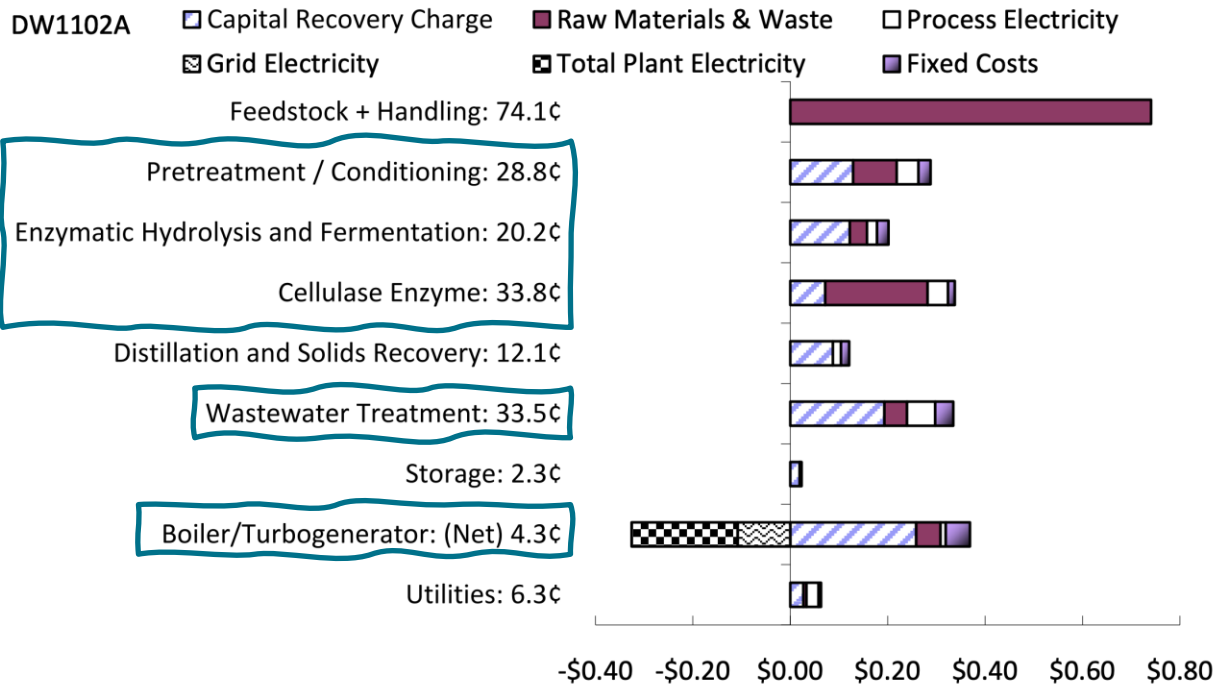 DW1102A Capital Recovery Charge Raw Materials & Waste Process Electricity
Grid Electricity Total Plant Electricity Fixed Costs
Feedstock + Handling: 74.1¢
Pretreatment / Conditioning: 28.8¢
Enzymatic Hydrolysis and Fermentation: 20.2¢
Cellulase Enzyme: 33.8¢
Distillation and Solids Recovery: 12.1¢
Wastewater Treatment: 33.5¢
Storage: 2.3¢
Boiler/Turbogenerator: (Net) 4.3¢
Utilities: 6.3¢
-$0.40 -$0.20 $0.00 $0.20 $0.40 $0.60 $0.80